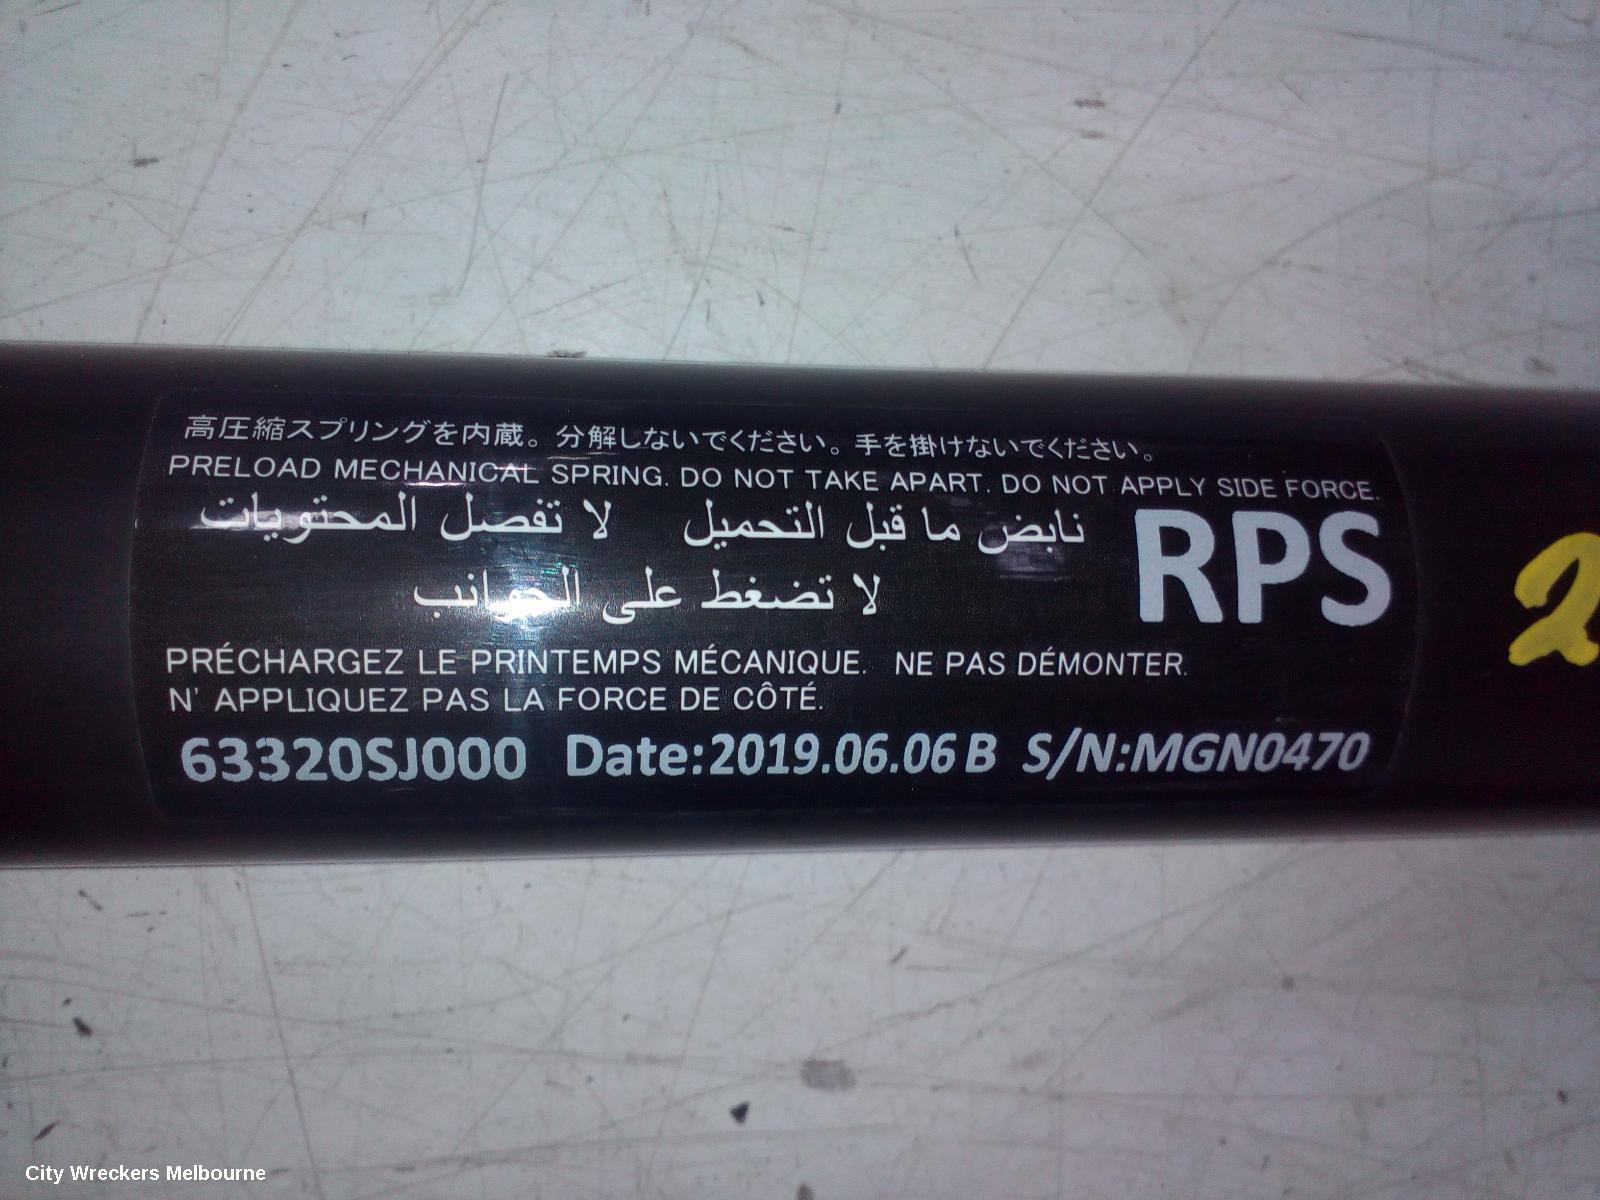 高圧縮スプリングを内蔵。分解しないでください。手を掛けないでください。
PRELOAD MECHANICAL SPRING. DO NOT TAKE APART. DO NOT APPLY SIDE FORCE.
نابض ما قبل التحميل لا تفصل المحتويات
لا تضغط على الجوانب
RPS
PRÉCHARGEZ LE PRINTEMPS MÉCANIQUE. NE PAS DÉMONTER.
N' APPLIQUEZ PAS LA FORCE DE CÔTÉ.
63320SJ000 Date:2019.06.06 B S/N:MGN0470
2
City Wreckers Melbourne